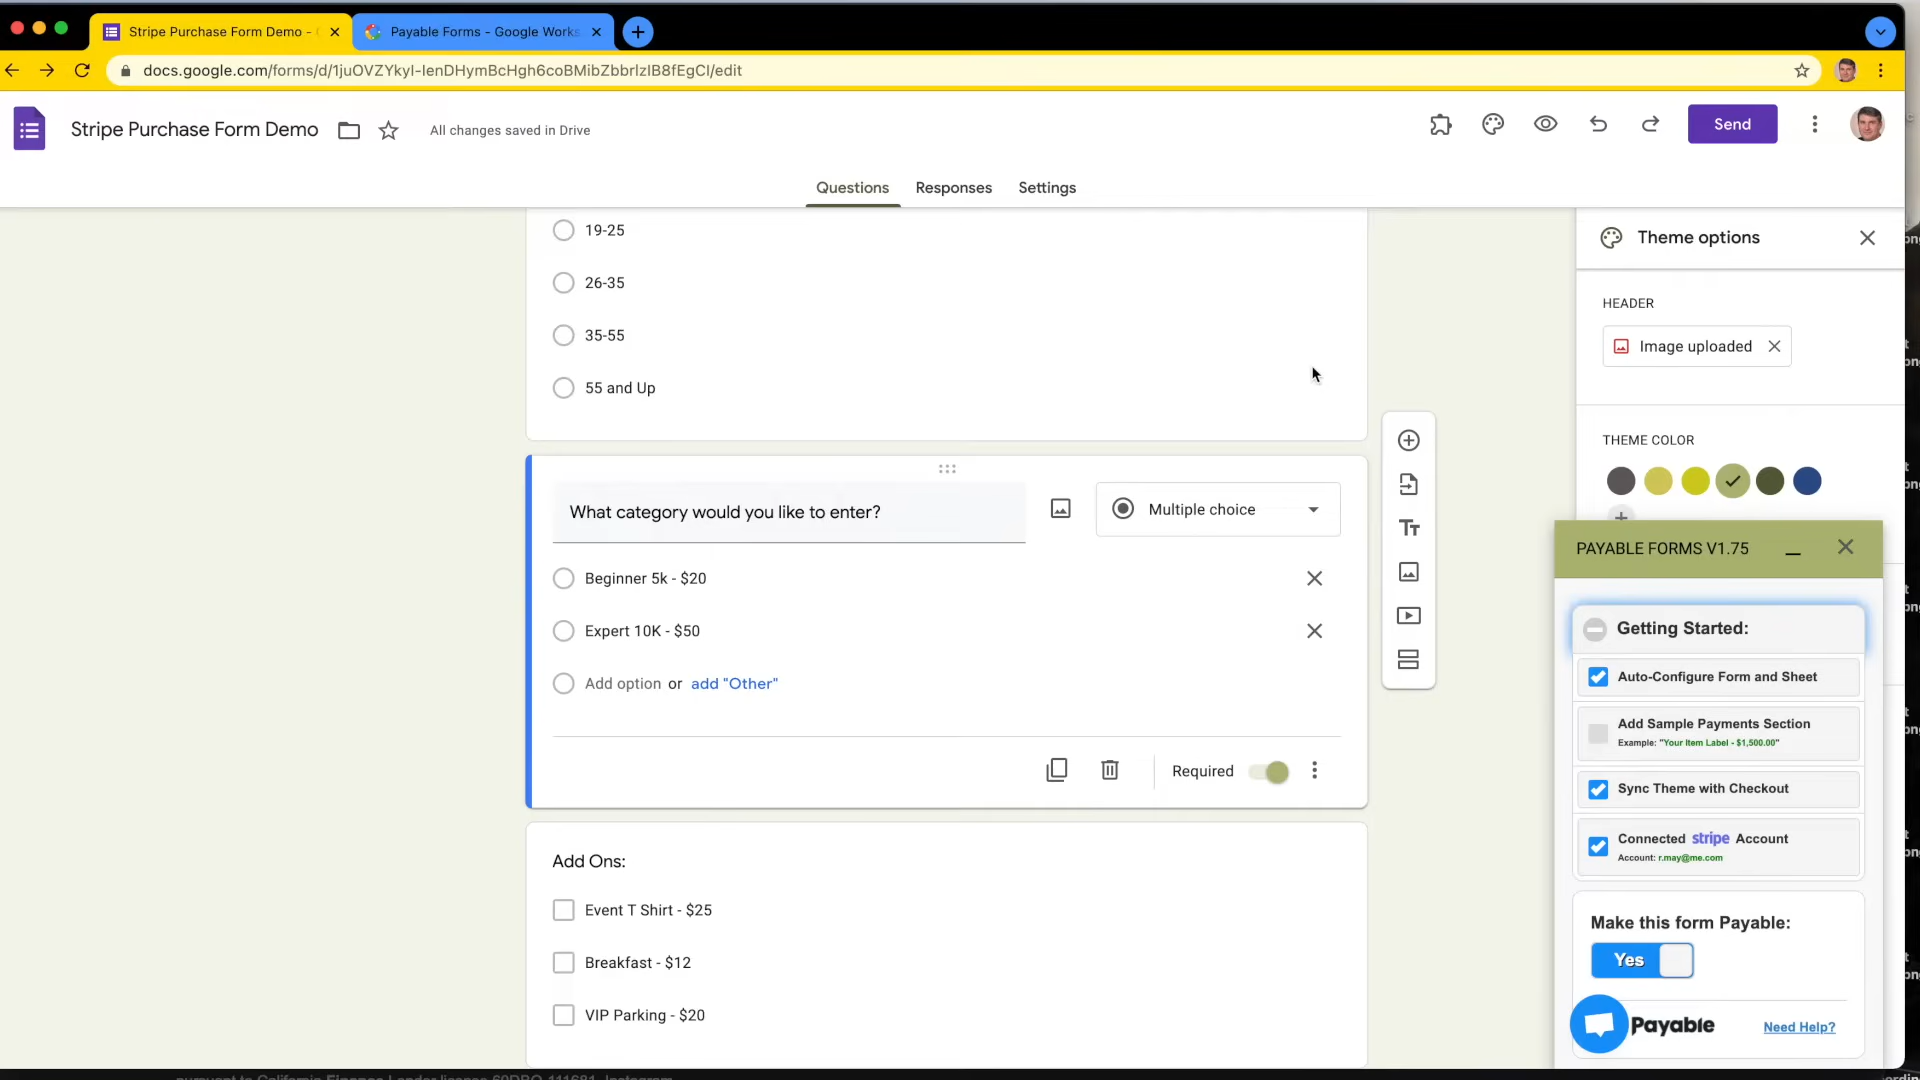 Stripe Purchase Form Demo -
Payable Forms - Google Works
docs.google.com/forms/d/1juOVZYkyI-IenDHymBcHgh6coBMibZbbrlzIB8fEgCI/edit
Stripe Purchase Form Demo
All changes saved in Drive
Send
Questions
Responses
Settings
19-25
26-35
35-55
55 and Up
What category would you like to enter?
Multiple choice
Beginner 5k - $20
Expert 10K - $50
Add option or add "Other"
Required
Add Ons:
Event T Shirt - $25
Breakfast - $12
VIP Parking - $20
Theme options
HEADER
Image uploaded
THEME COLOR
PAYABLE FORMS V1.75
Getting Started:
Auto-Configure Form and Sheet
Add Sample Payments Section
Example: "Your Item Label - $1,500.00"
Sync Theme with Checkout
Connected stripe Account
Account: r.may@me.com
Make this form Payable:
Yes
Payable
Need Help?